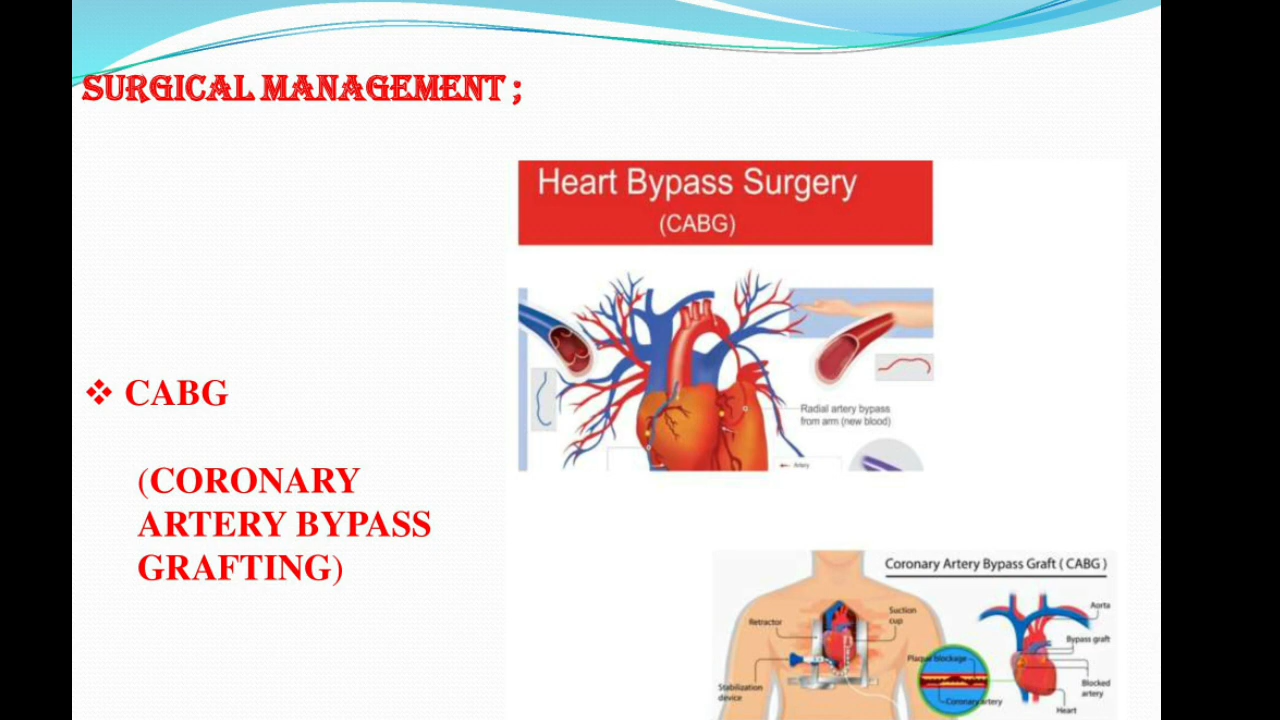 SURGICAL MANAGEMENT ;
Heart Bypass Surgery
(CABG)
Radial artery bypass
from arm (new blood)
Artery
❖ CABG
(CORONARY
ARTERY BYPASS
GRAFTING)
Coronary Artery Bypass Graft ( CABG )
Retractor
Suction
cup
Stabilization
device
Plaque blockage
Coronary artery
Aorta
Bypass graft
Blocked
artery
Heart